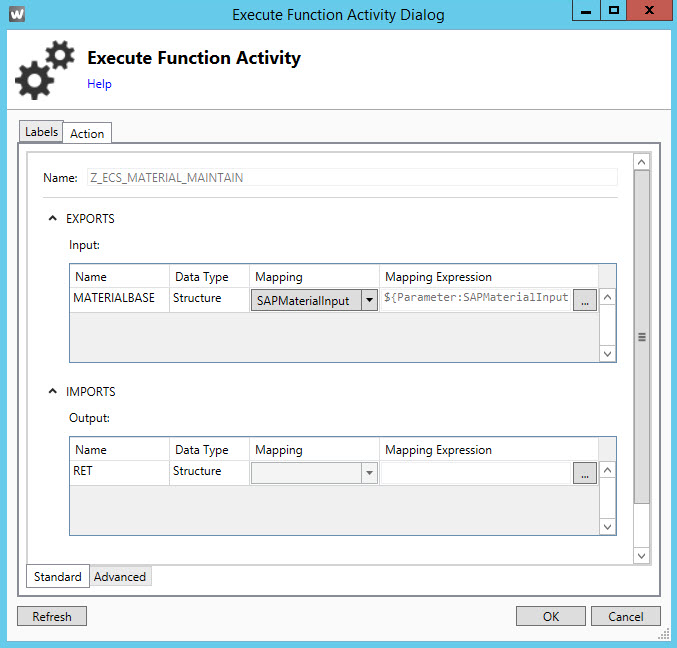 W
Execute Function Activity Dialog
X
Execute Function Activity
Help
Labels Action
Name: Z_ECS_MATERIAL_MAINTAIN
EXPORTS
Input:
Name Data Type Mapping Mapping Expression
MATERIALBASE Structure SAPMaterialInput ${Parameter:SAPMaterialInput ...
IMPORTS
Output:
Name Data Type Mapping Mapping Expression
RET Structure ...
Standard Advanced
Refresh OK Cancel